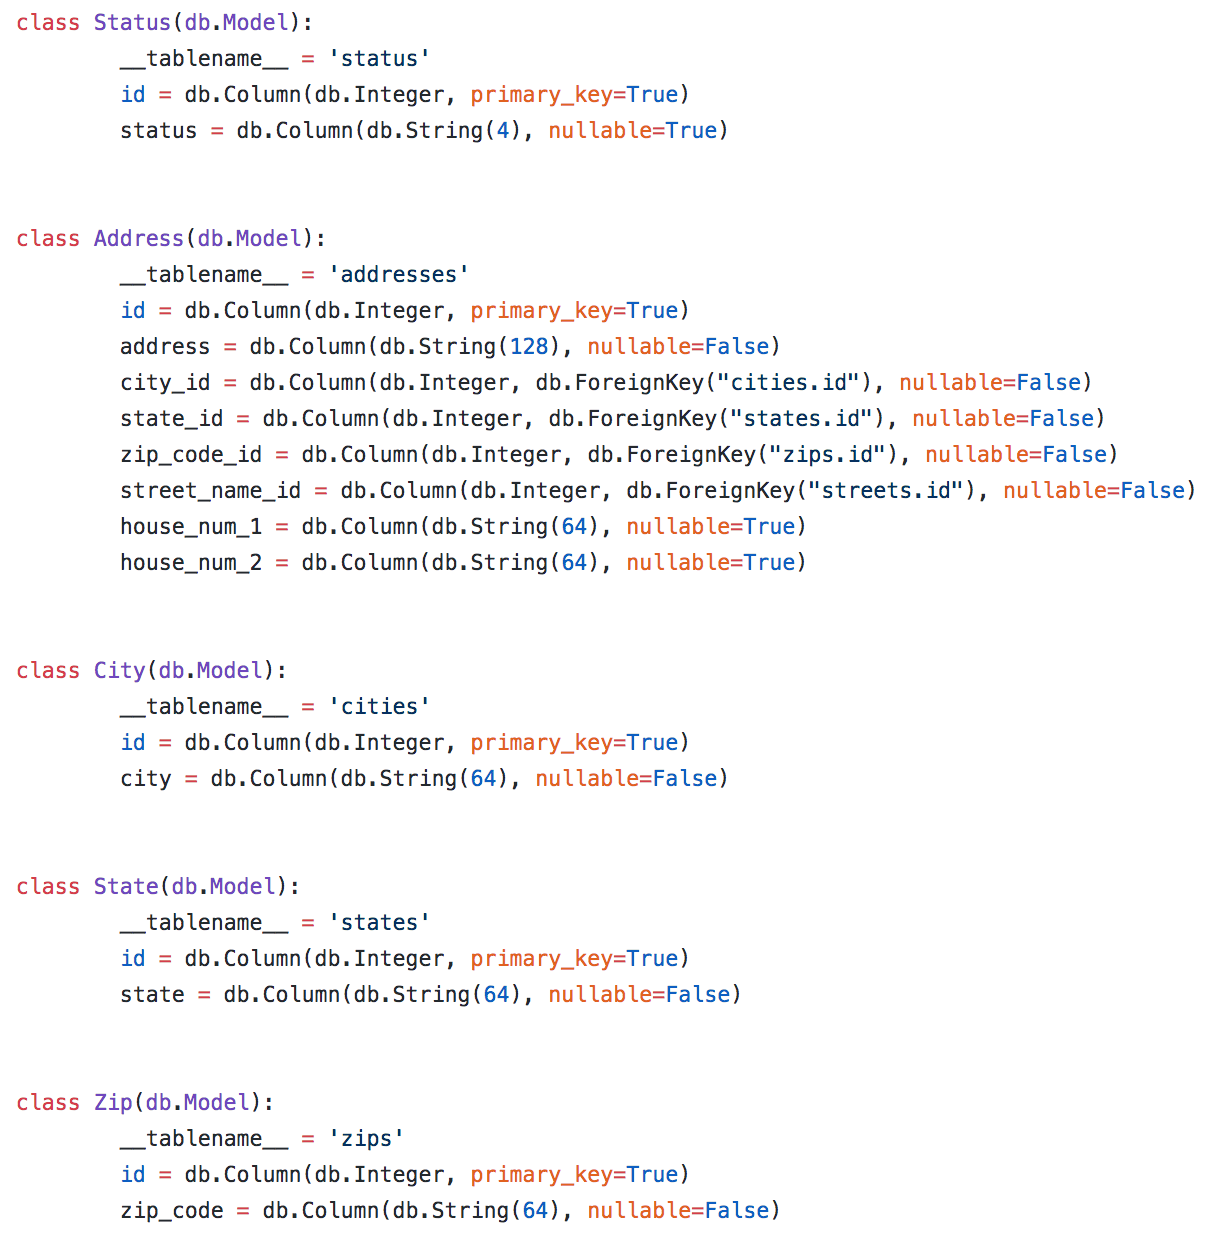 class Status(db.Model):
        __tablename__ = 'status'
        id = db.Column(db.Integer, primary_key=True)
        status = db.Column(db.String(4), nullable=True)
class Address(db.Model):
        __tablename__ = 'addresses'
        id = db.Column(db.Integer, primary_key=True)
        address = db.Column(db.String(128), nullable=False)
        city_id = db.Column(db.Integer, db.ForeignKey("cities.id"), nullable=False)
        state_id = db.Column(db.Integer, db.ForeignKey("states.id"), nullable=False)
        zip_code_id = db.Column(db.Integer, db.ForeignKey("zips.id"), nullable=False)
        street_name_id = db.Column(db.Integer, db.ForeignKey("streets.id"), nullable=False)
        house_num_1 = db.Column(db.String(64), nullable=True)
        house_num_2 = db.Column(db.String(64), nullable=True)
class City(db.Model):
        __tablename__ = 'cities'
        id = db.Column(db.Integer, primary_key=True)
        city = db.Column(db.String(64), nullable=False)
class State(db.Model):
        __tablename__ = 'states'
        id = db.Column(db.Integer, primary_key=True)
        state = db.Column(db.String(64), nullable=False)
class Zip(db.Model):
        __tablename__ = 'zips'
        id = db.Column(db.Integer, primary_key=True)
        zip_code = db.Column(db.String(64), nullable=False)